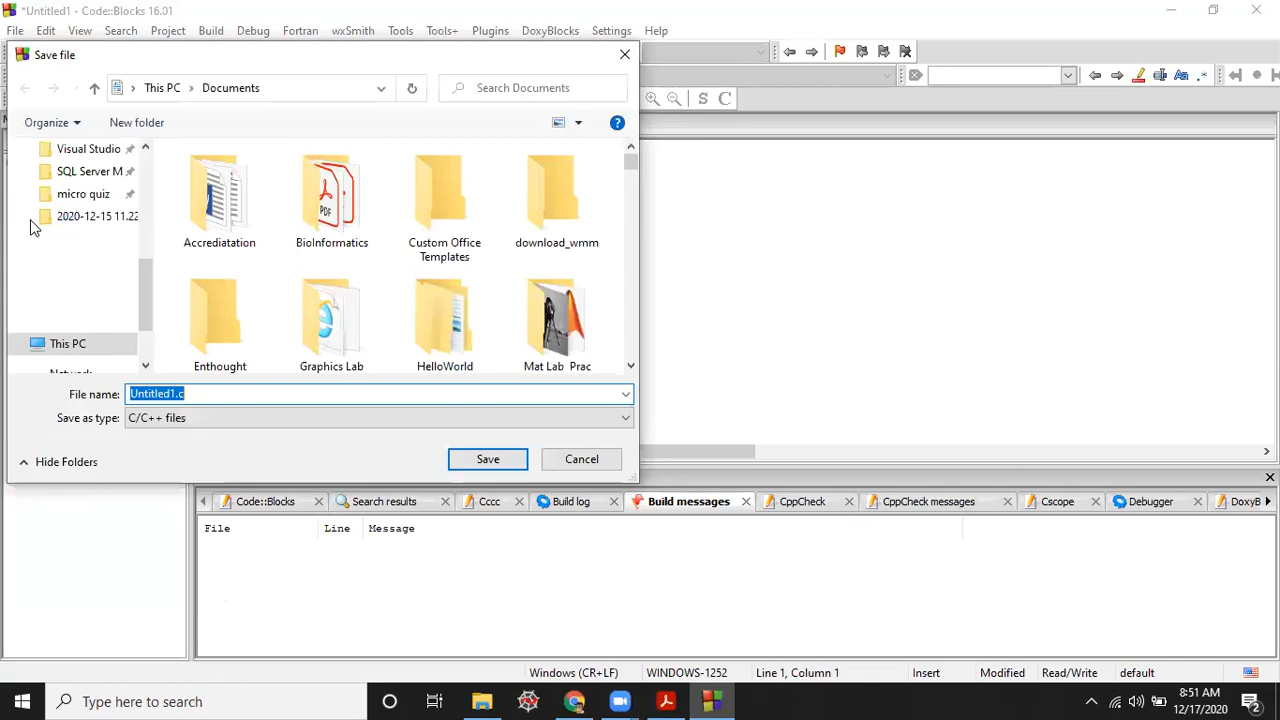 *Untitled1 - Code::Blocks 16.01
File Edit View Search Project Build Debug Fortran wxSmith Tools Tools+ Plugins DoxyBlocks Settings Help
Save file
This PC > Documents
Search Documents
Organize New folder
Visual Studio
SQL Server M
micro quiz
2020-12-15 11.22
This PC
Network
Accrediatation
BioInformatics
Custom Office Templates
download_wmm
Enthought
Graphics Lab
HelloWorld
Mat Lab Prac
File name: Untitled1.c
Save as type: C/C++ files
Hide Folders
Save Cancel
S C
Code::Blocks Search results Cccc Build log Build messages CppCheck CppCheck messages Cscope Debugger DoxyB
File Line Message
Windows (CR+LF) WINDOWS-1252 Line 1, Column 1 Insert Modified Read/Write default
Type here to search
8:51 AM
12/17/2020
2